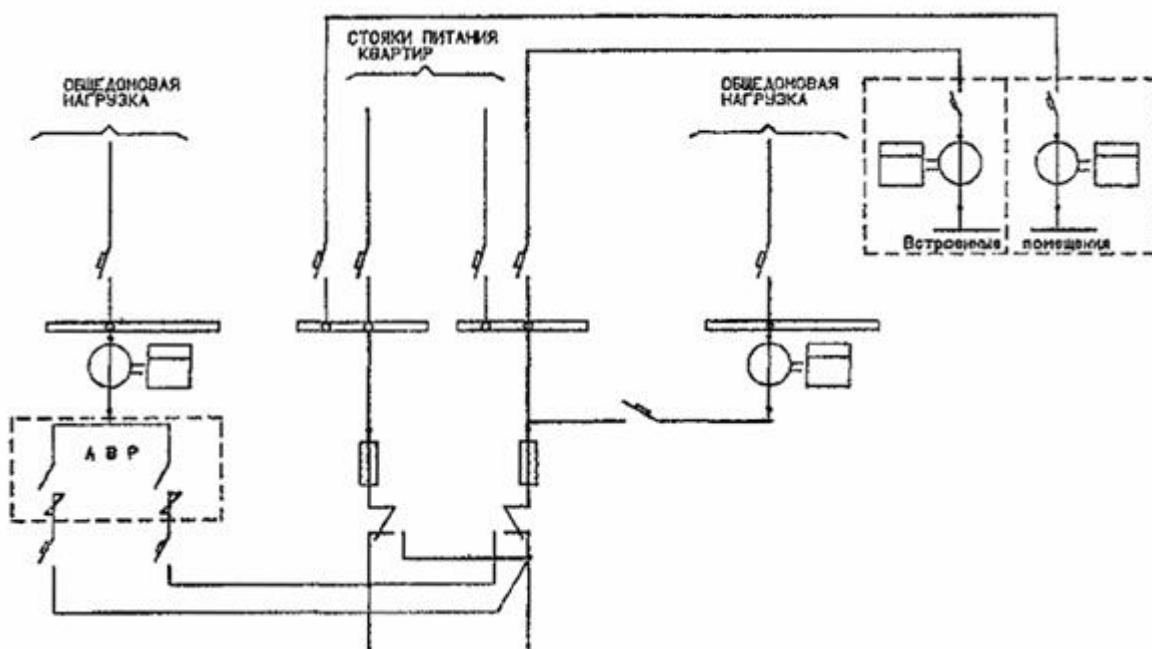 СТОЯКИ ПИТАНИЯ
КВАРТИР
ОБЩЕДОМОВАЯ
НАГРУЗКА
ОБЩЕДОМОВАЯ
НАГРУЗКА
Встроенные помещения
А В Р